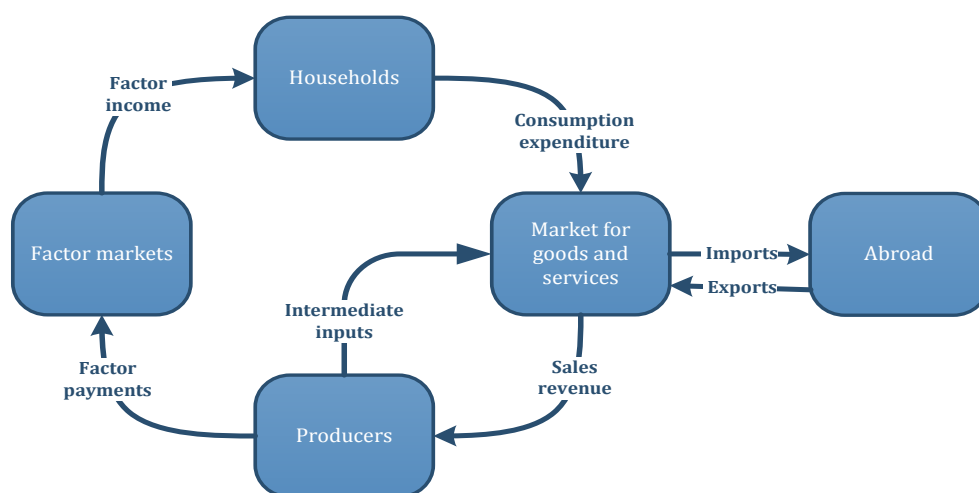 Households
Factor
income
Consumption
expenditure
Factor markets
Market for
goods and
services
Imports
Abroad
Exports
Intermediate
inputs
Factor
payments
Sales
revenue
Producers